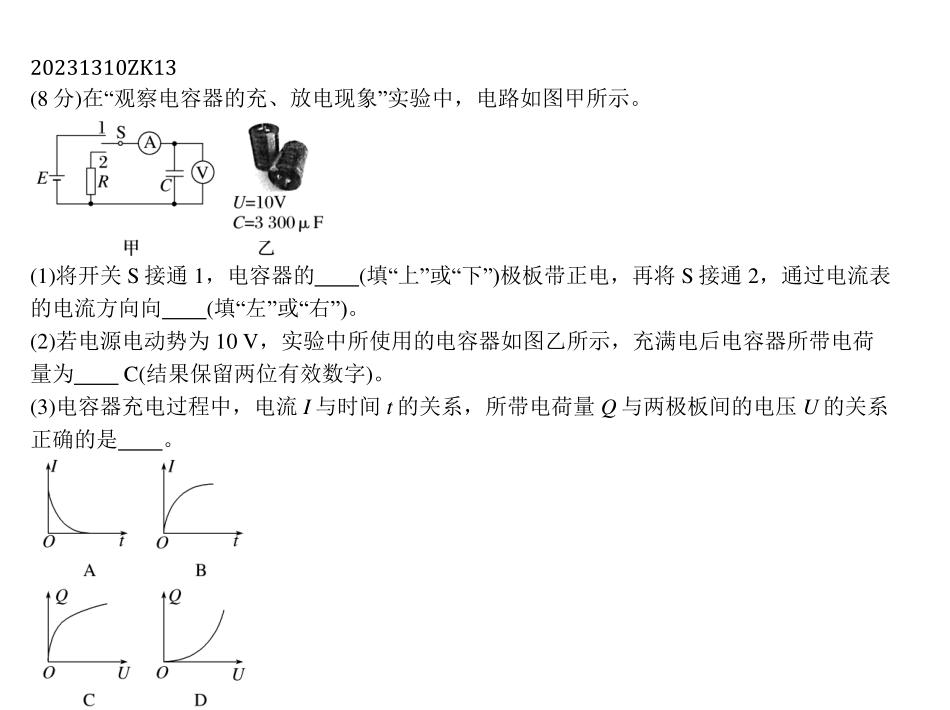 20231310ZK13
(8 分)在“观察电容器的充、放电现象”实验中，电路如图甲所示。
1 S A
2
E R C V
U=10V
C=3 300 μ F
甲 乙
(1)将开关 S 接通 1，电容器的____(填“上”或“下”)极板带正电，再将 S 接通 2，通过电流表
的电流方向向____(填“左”或“右”)。
(2)若电源电动势为 10 V，实验中所使用的电容器如图乙所示，充满电后电容器所带电荷
量为____ C(结果保留两位有效数字)。
(3)电容器充电过程中，电流 I 与时间 t 的关系，所带电荷量 Q 与两极板间的电压 U 的关系
正确的是____。
I I
O t O t
A B
Q Q
O U O U
C D